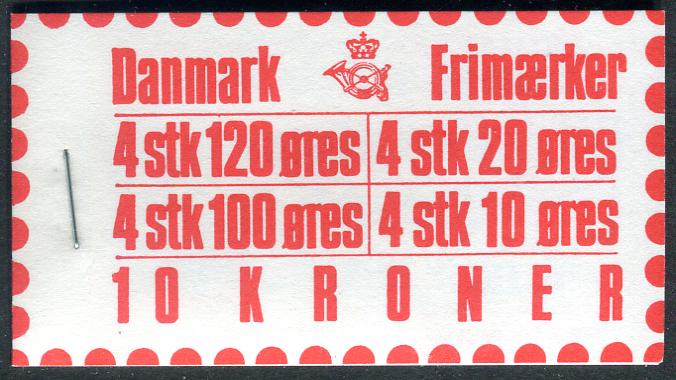 Danmark Frimærker
4 stk 120 øres 4 stk 20 øres
4 stk 100 øres 4 stk 10 øres
10 KRONER